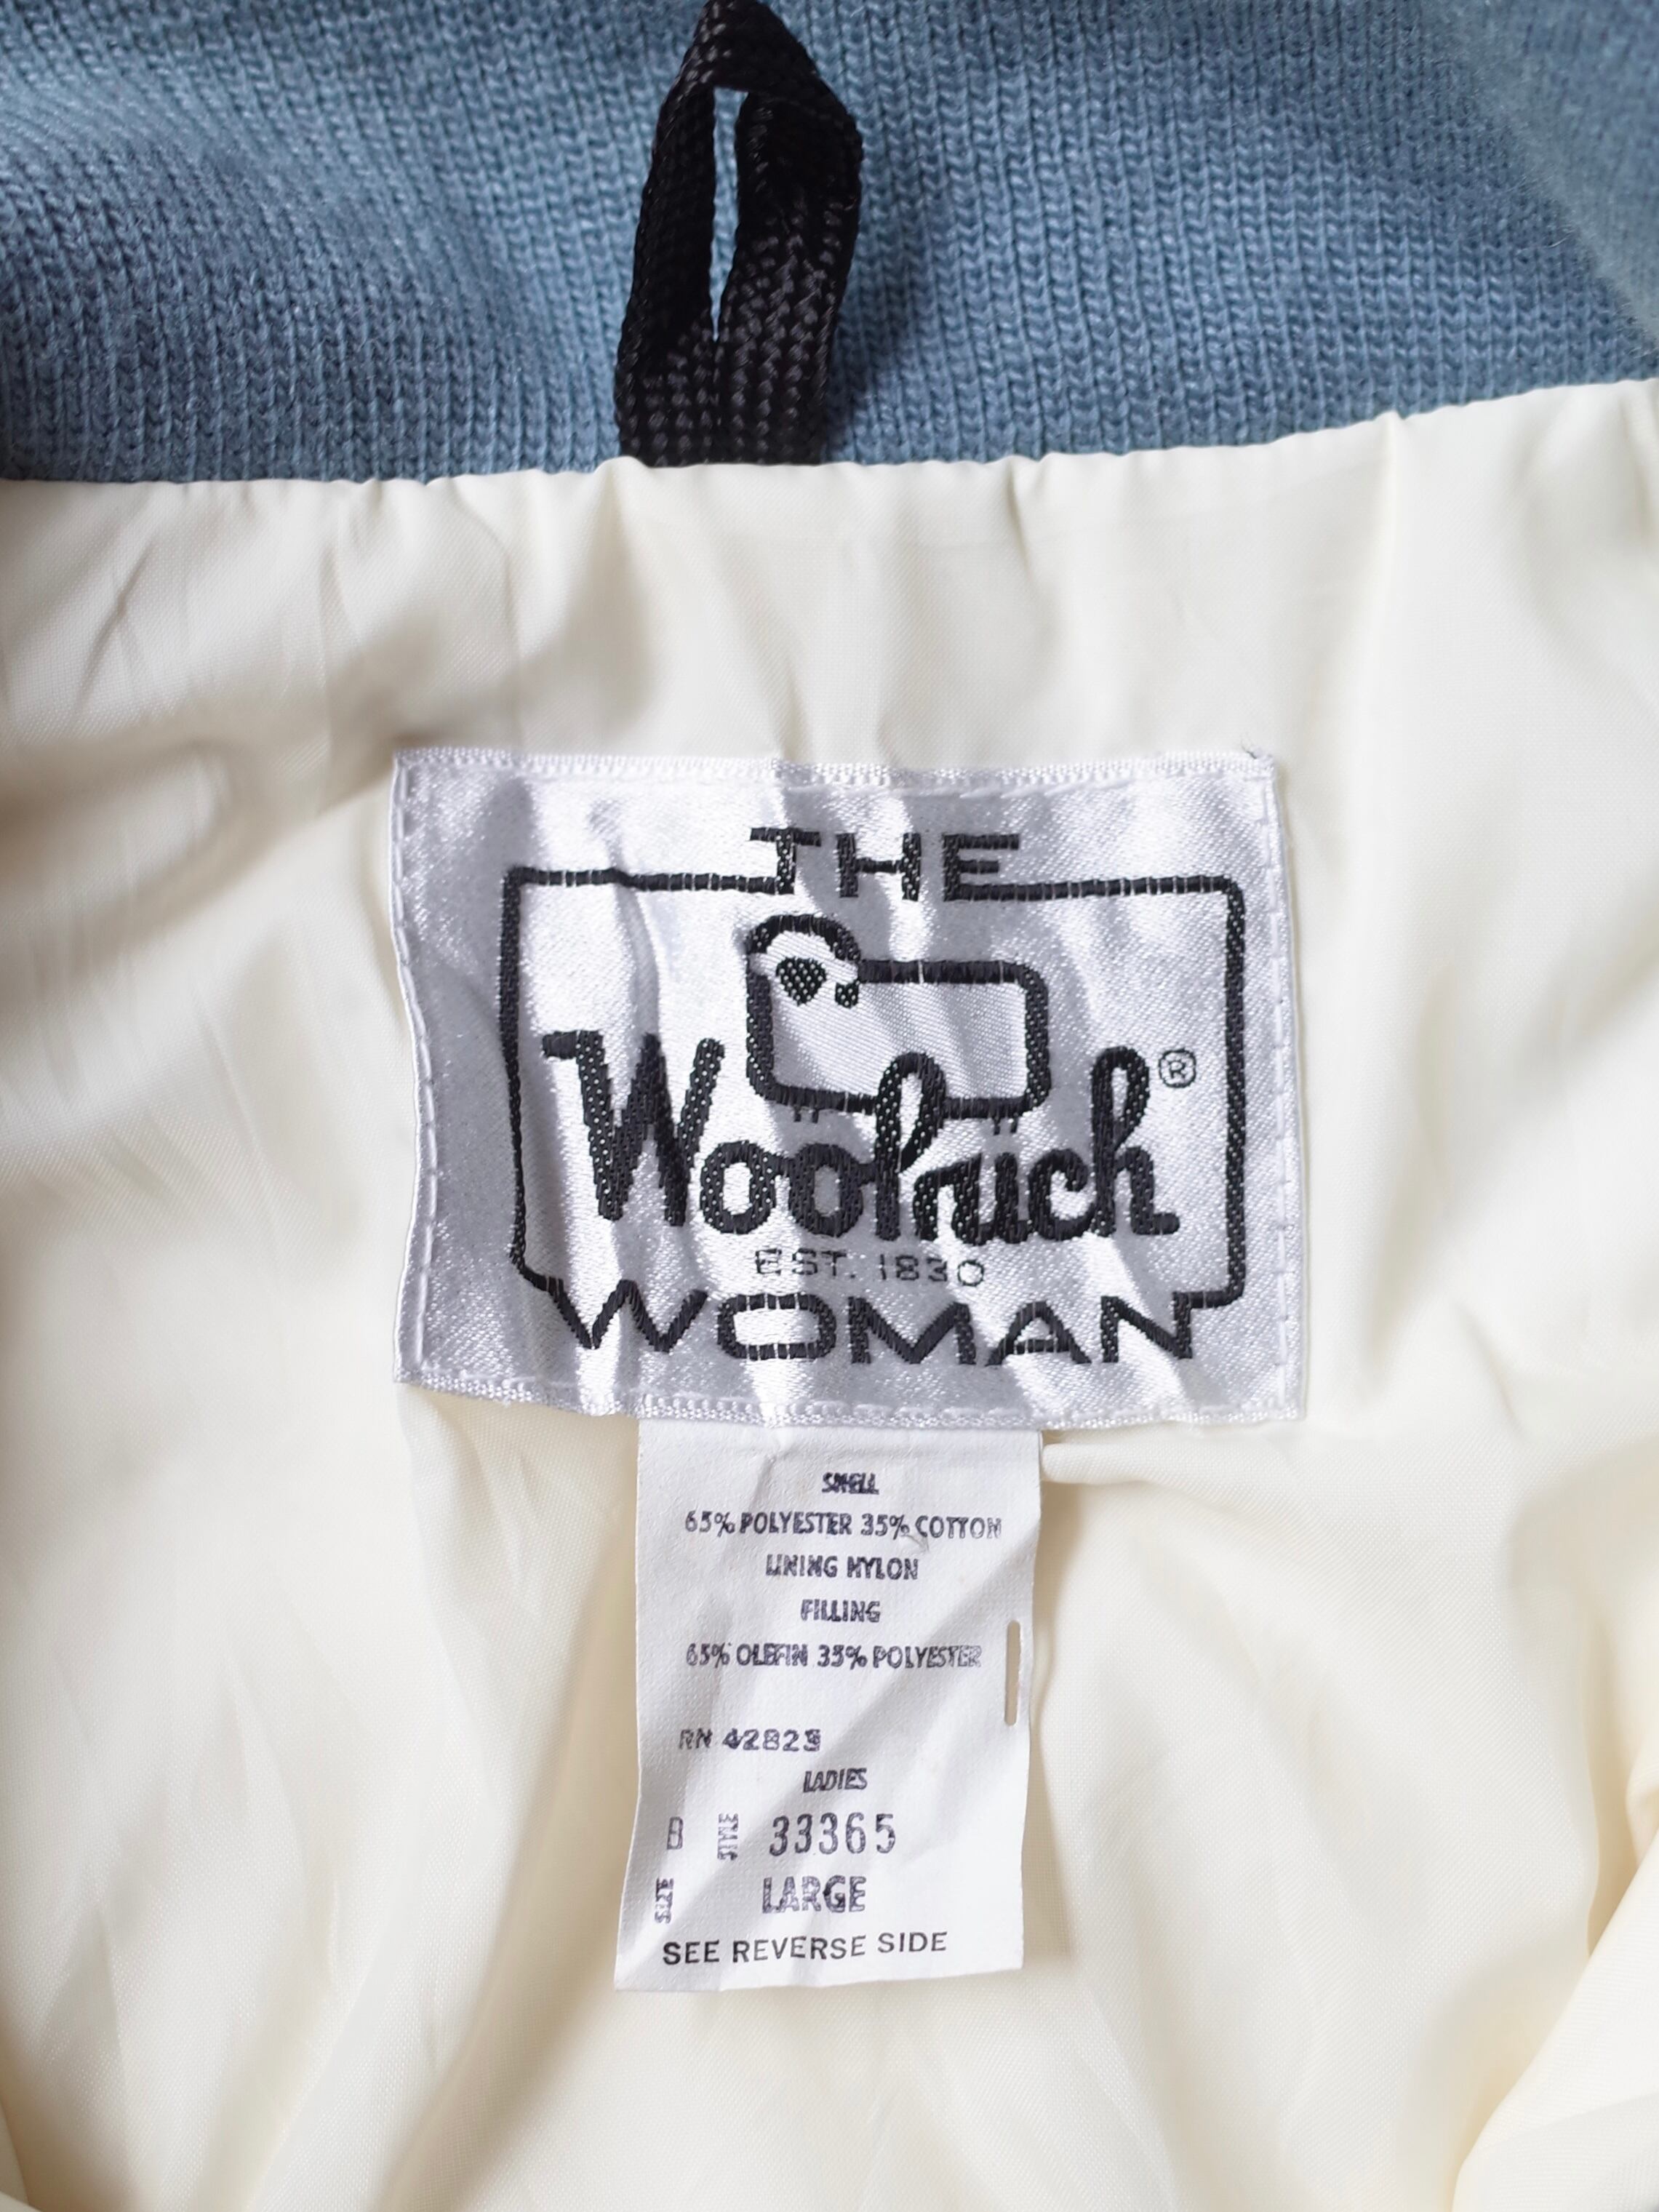 THE
Woolrich®
EST. 1830
WOMAN
SHELL
65% POLYESTER 35% COTTON
LINING NYLON
FILLING
65% OLEFIN 35% POLYESTER
RN 42823
LADIES
B STYLE 33365
SIZE LARGE
SEE REVERSE SIDE